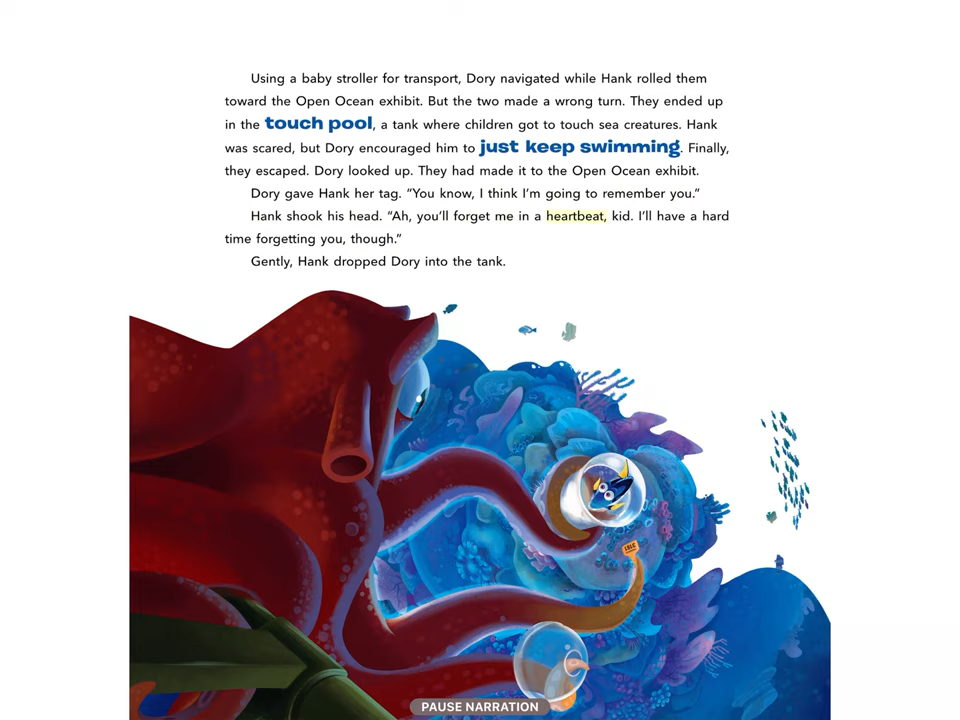 Using a baby stroller for transport, Dory navigated while Hank rolled them
toward the Open Ocean exhibit. But the two made a wrong turn. They ended up
in the touch pool, a tank where children got to touch sea creatures. Hank
was scared, but Dory encouraged him to just keep swimming. Finally,
they escaped. Dory looked up. They had made it to the Open Ocean exhibit.
Dory gave Hank her tag. “You know, I think I’m going to remember you.”
Hank shook his head. “Ah, you’ll forget me in a heartbeat, kid. I’ll have a hard
time forgetting you, though.”
Gently, Hank dropped Dory into the tank.
PAUSE NARRATION